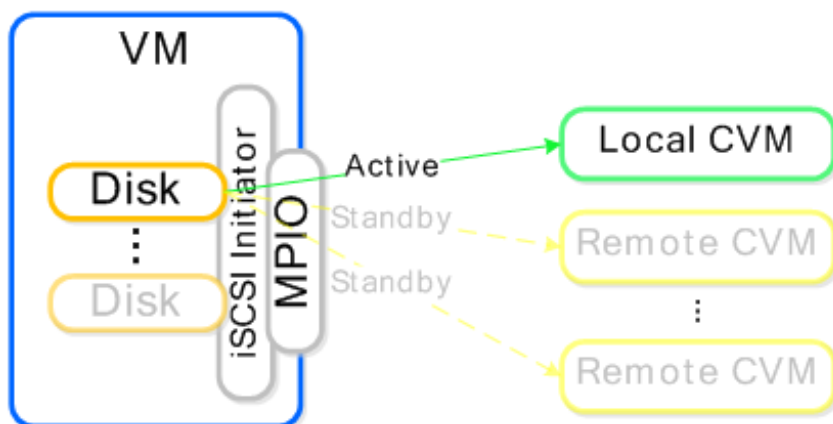 VM
Disk
⋮
Disk
iSCSI Initiator
MPIO
Active
Standby
Standby
Local CVM
Remote CVM
⋮
Remote CVM